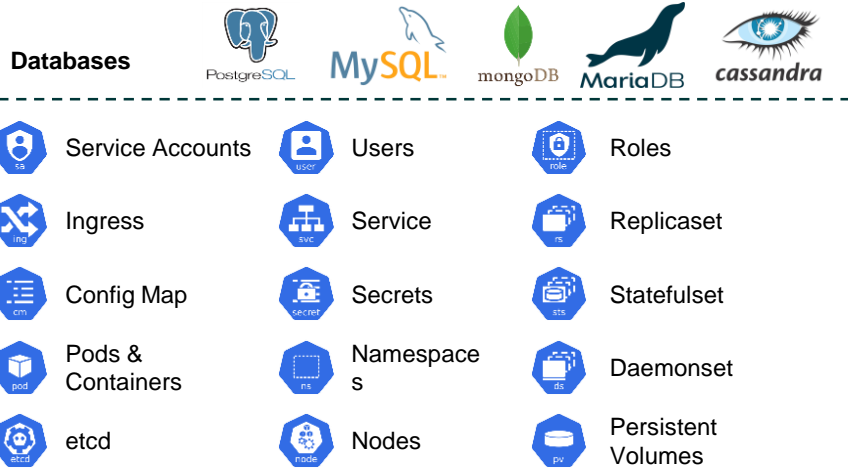 Databases
PostgreSQL
MySQL
mongoDB
MariaDB
cassandra
sa
Service Accounts
user
Users
role
Roles
ing
Ingress
svc
Service
rs
Replicaset
cm
Config Map
secret
Secrets
sts
Statefulset
pod
Pods &
Containers
ns
Namespace
s
ds
Daemonset
etcd
etcd
node
Nodes
pv
Persistent
Volumes